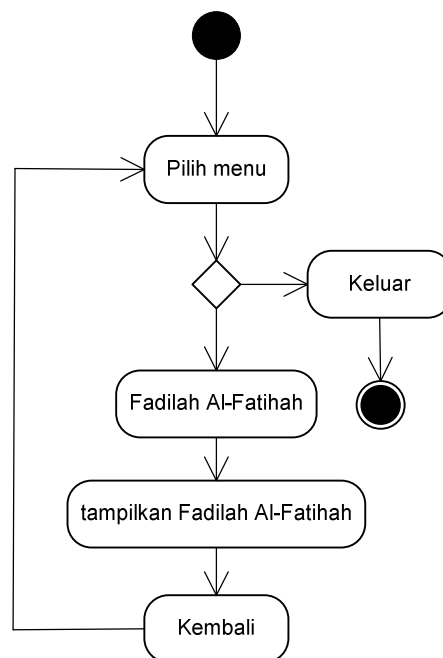 Pilih menu
Keluar
Fadilah Al-Fatihah
tampilkan Fadilah Al-Fatihah
Kembali